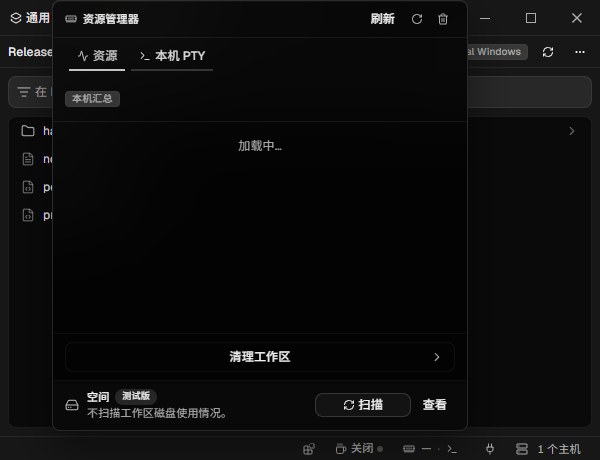 通用
资源管理器
刷新
Release
资源
本机 PTY
al Windows
在
本机汇总
加载中...
清理工作区
空间 测试版
不扫描工作区磁盘使用情况。
扫描
查看
关闭
1 个主机